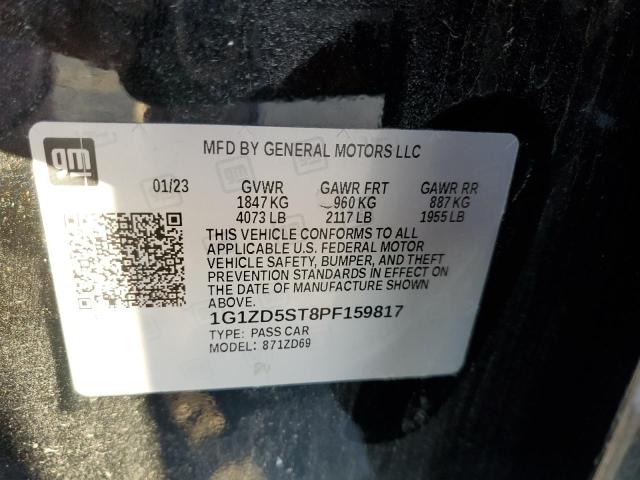 gm
MFD BY GENERAL MOTORS LLC
01/23 GVWR GAWR FRT GAWR RR
1847 KG 960 KG 887 KG
4073 LB 2117 LB 1955 LB
THIS VEHICLE CONFORMS TO ALL
APPLICABLE U.S. FEDERAL MOTOR
VEHICLE SAFETY, BUMPER, AND THEFT
PREVENTION STANDARDS IN EFFECT ON
THE DATE OF MANUFACTURE SHOWN
ABOVE.
1G1ZD5ST8PF159817
TYPE: PASS CAR
MODEL: 871ZD69